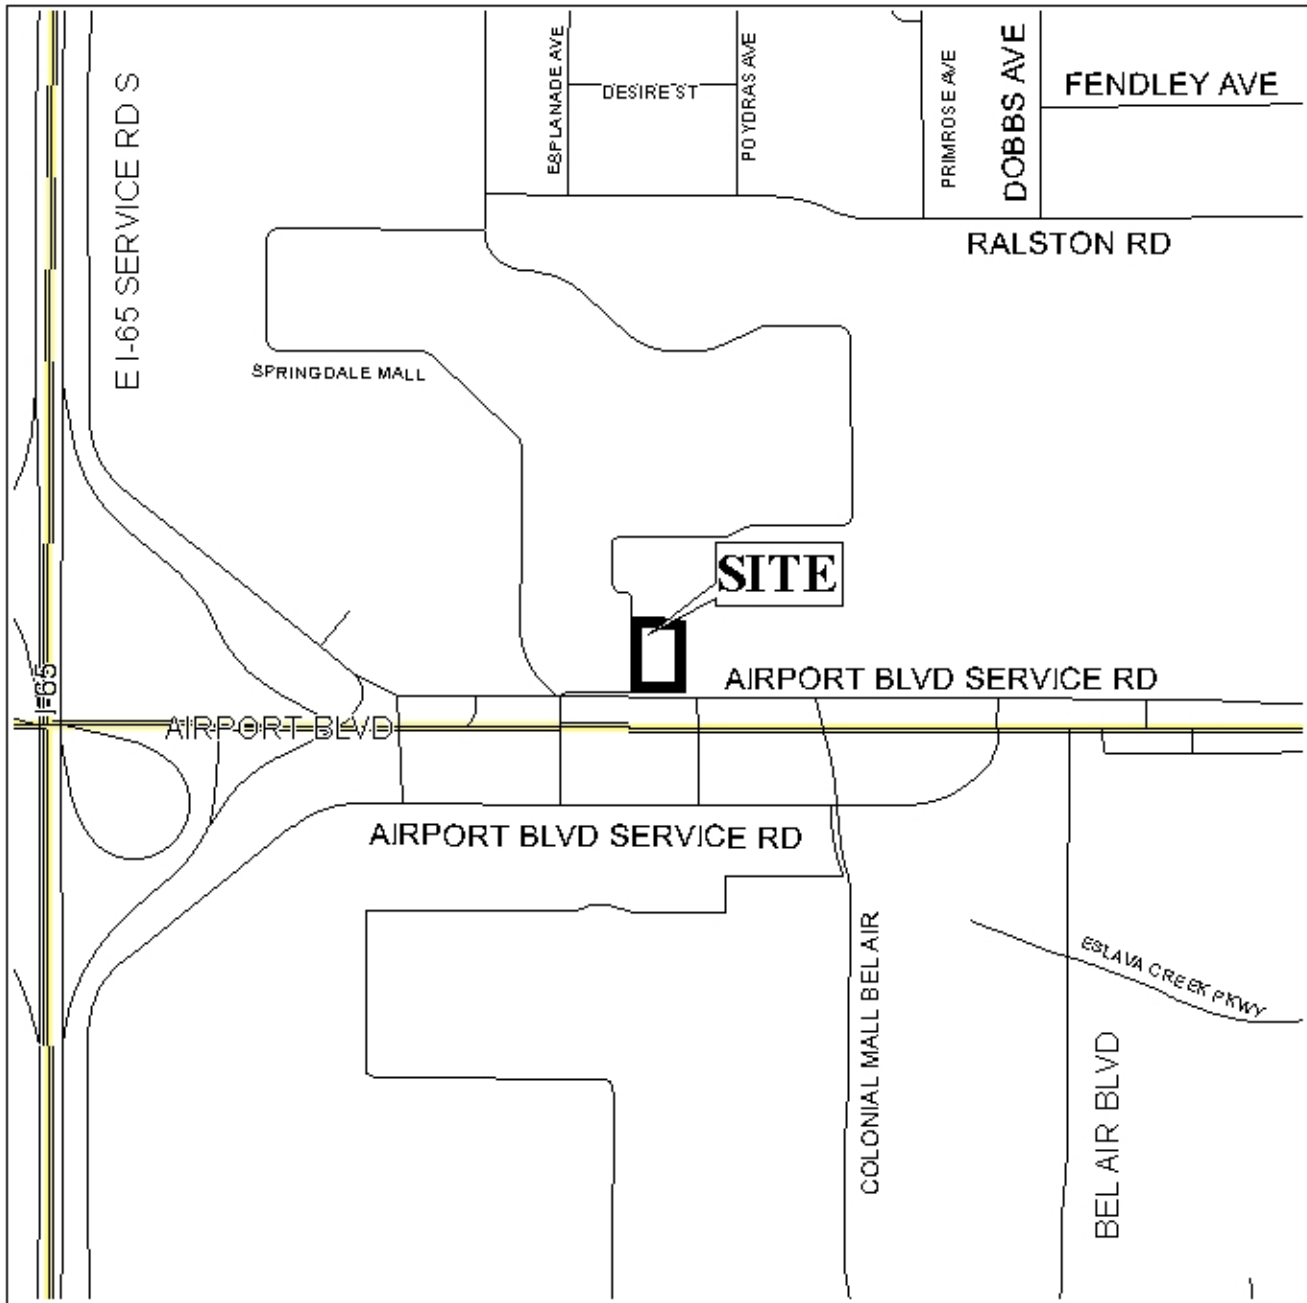 ESPLANADE AVE
DESIRE ST
POYDRAS AVE
PRIMROSE AVE
DOBBS AVE
FENDLEY AVE
E I-65 SERVICE RD S
RALSTON RD
SPRINGDALE MALL
SITE
I-65
AIRPORT BLVD SERVICE RD
AIRPORT BLVD
AIRPORT BLVD SERVICE RD
COLONIAL MALL BEL AIR
ESLAVA CREEK PKWY
BEL AIR BLVD